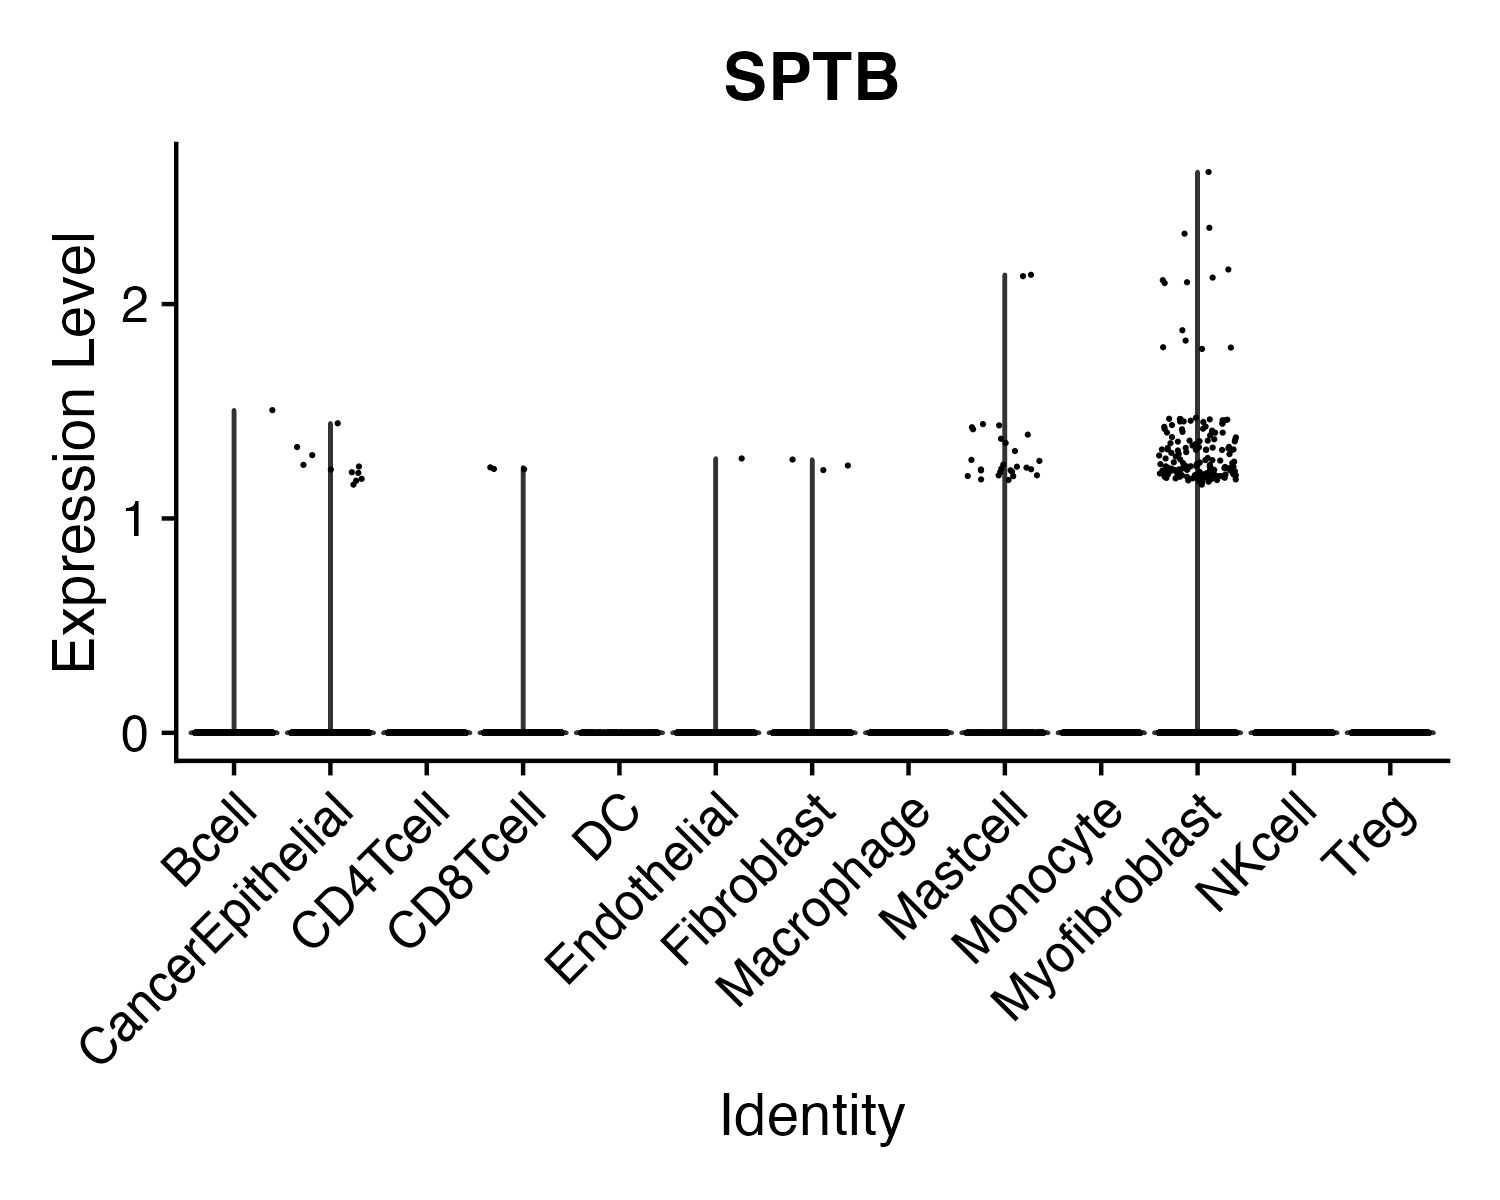 SPTB
Expression Level
2
1
0
Bcell
CancerEpithelial
CD4Tcell
CD8Tcell
DC
Endothelial
Fibroblast
Macrophage
Mastcell
Monocyte
Myofibroblast
NKcell
Treg
Identity